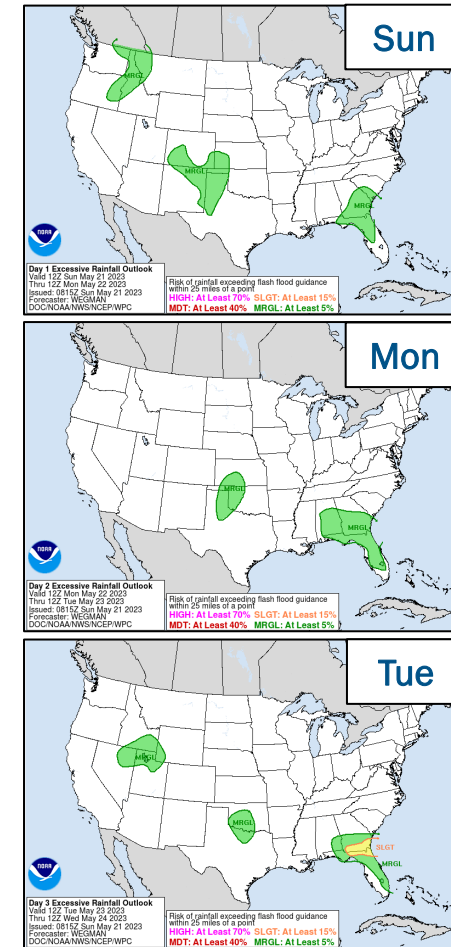 Sun
MRGL
MRGL
MRGL
NOAA
Day 1 Excessive Rainfall Outlook
Valid 12Z Sun May 21 2023
Thru 12Z Mon May 22 2023
Issued: 0815Z Sun May 21 2023
Forecaster: WEGMAN
DOC/NOAA/NWS/NCEP/WPC
Risk of rainfall exceeding flash flood guidance
within 25 miles of a point
HIGH: At Least 70% SLGT: At Least 15%
MDT: At Least 40% MRGL: At Least 5%
Mon
MRGL
MRGL
NOAA
Day 2 Excessive Rainfall Outlook
Valid 12Z Mon May 22 2023
Thru 12Z Tue May 23 2023
Issued: 0815Z Sun May 21 2023
Forecaster: WEGMAN
DOC/NOAA/NWS/NCEP/WPC
Risk of rainfall exceeding flash flood guidance
within 25 miles of a point
HIGH: At Least 70% SLGT: At Least 15%
MDT: At Least 40% MRGL: At Least 5%
Tue
MRGL
MRGL
SLGT
MRGL
NOAA
Day 3 Excessive Rainfall Outlook
Valid 12Z Tue May 23 2023
Thru 12Z Wed May 24 2023
Issued: 0815Z Sun May 21 2023
Forecaster: WEGMAN
DOC/NOAA/NWS/NCEP/WPC
Risk of rainfall exceeding flash flood guidance
within 25 miles of a point
HIGH: At Least 70% SLGT: At Least 15%
MDT: At Least 40% MRGL: At Least 5%